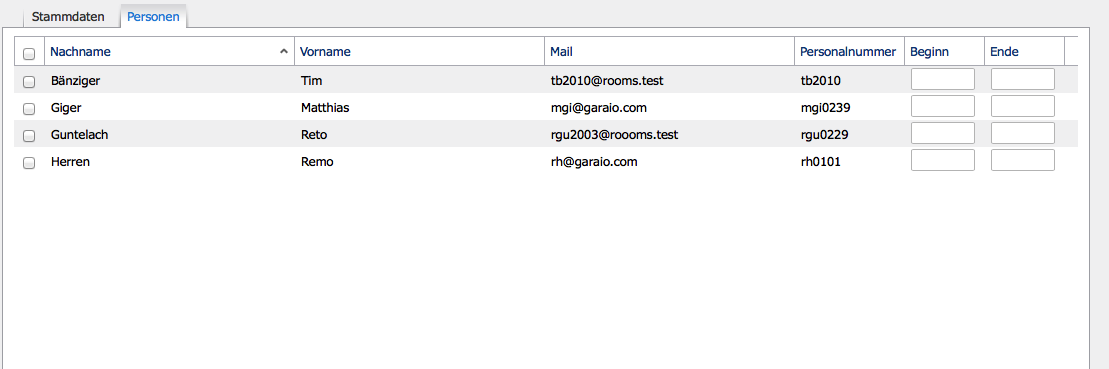 Stammdaten Personen
Nachname Vorname Mail Personalnummer Beginn Ende
Bänziger Tim tb2010@rooms.test tb2010
Giger Matthias mgi@garaio.com mgi0239
Guntelach Reto rgu2003@roooms.test rgu0229
Herren Remo rh@garaio.com rh0101